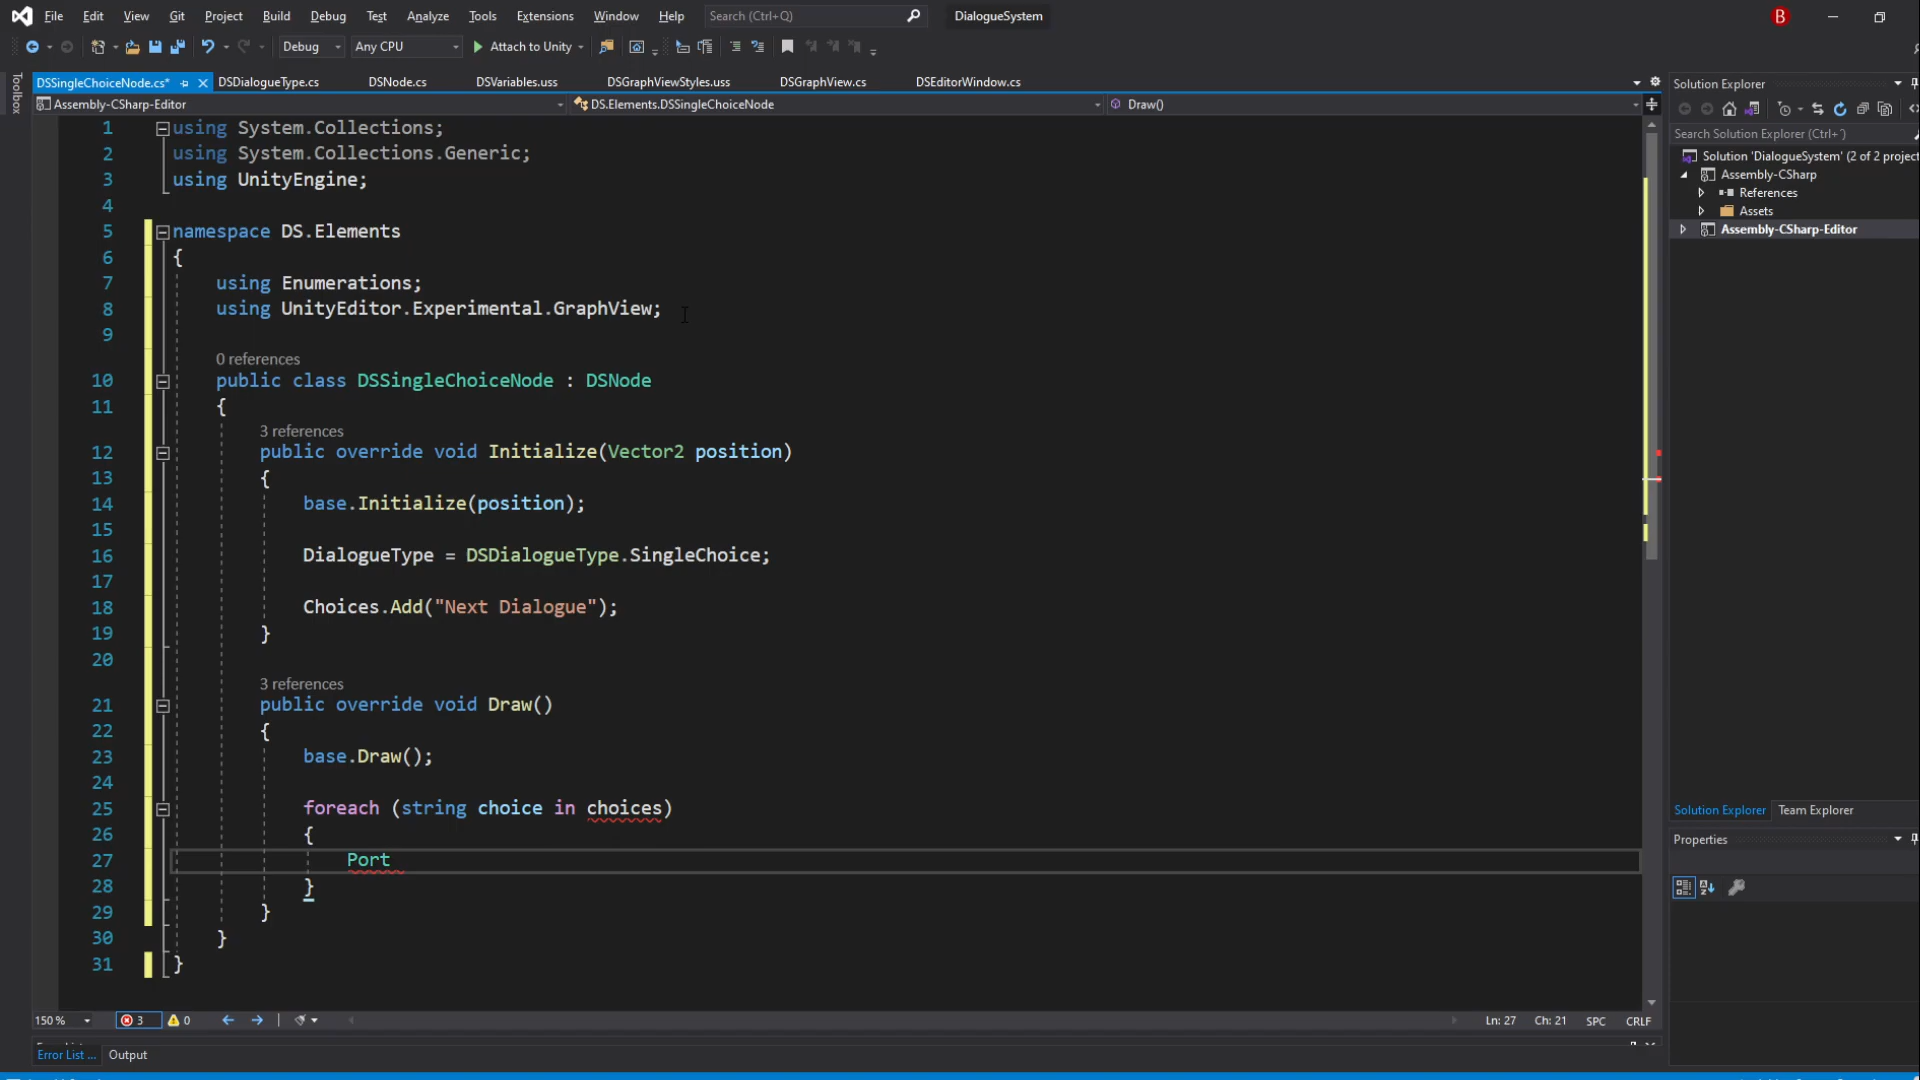 File Edit View Git Project Build Debug Test Analyze Tools Extensions Window Help Search (Ctrl+Q) DialogueSystem B
Debug Any CPU Attach to Unity
Toolbox
DSSingleChoiceNode.cs* DSDialogueType.cs DSNode.cs DSVariables.uss DSGraphViewStyles.uss DSGraphView.cs DSEditorWindow.cs
Assembly-CSharp-Editor DS.Elements.DSSingleChoiceNode Draw()
1 using System.Collections;
2 using System.Collections.Generic;
3 using UnityEngine;
4
5 namespace DS.Elements
6 {
7 using Enumerations;
8 using UnityEditor.Experimental.GraphView;
9
0 references
10 public class DSSingleChoiceNode : DSNode
11 {
3 references
12 public override void Initialize(Vector2 position)
13 {
14 base.Initialize(position);
15
16 DialogueType = DSDialogueType.SingleChoice;
17
18 Choices.Add("Next Dialogue");
19 }
20
3 references
21 public override void Draw()
22 {
23 base.Draw();
24
25 foreach (string choice in choices)
26 {
27 Port
28 }
29 }
30 }
31 }
150 % 3 0 Ln: 27 Ch: 21 SPC CRLF
Error List ... Output
Solution Explorer
Search Solution Explorer (Ctrl+
Solution 'DialogueSystem' (2 of 2 project
Assembly-CSharp
References
Assets
Assembly-CSharp-Editor
Solution Explorer Team Explorer
Properties